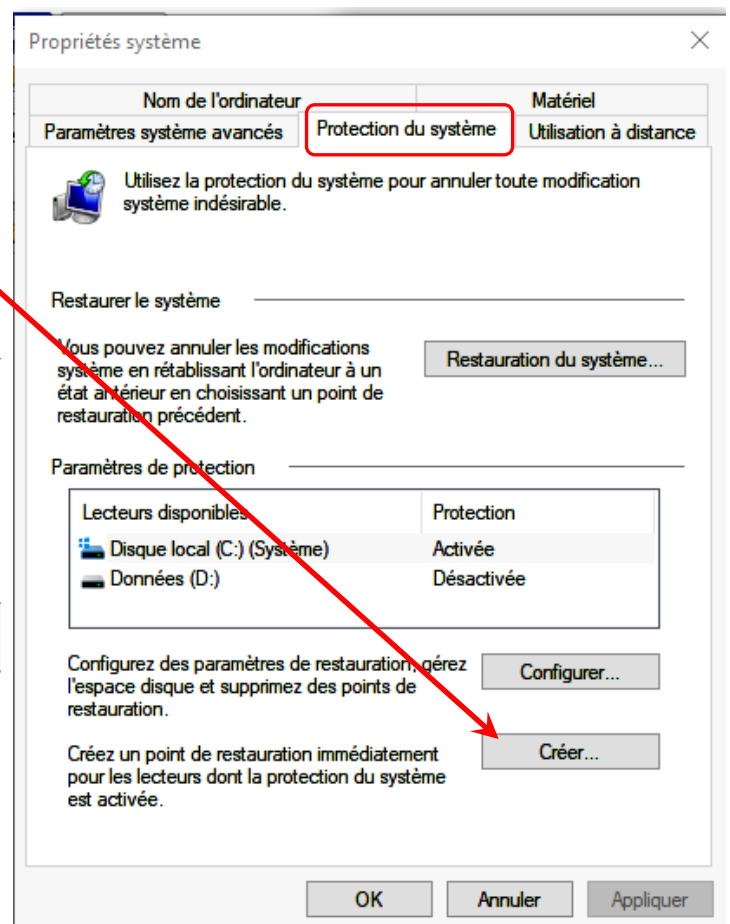 Propriétés système
Nom de l'ordinateur Matériel
Paramètres système avancés Protection du système Utilisation à distance
Utilisez la protection du système pour annuler toute modification
système indésirable.
Restaurer le système
Vous pouvez annuler les modifications
système en rétablissant l'ordinateur à un
état antérieur en choisissant un point de
restauration précédent.
Restauration du système...
Paramètres de protection
Lecteurs disponibles Protection
Disque local (C:) (Système) Activée
Données (D:) Désactivée
Configurez des paramètres de restauration, gérez
l'espace disque et supprimez des points de
restauration.
Configurer...
Créez un point de restauration immédiatement
pour les lecteurs dont la protection du système
est activée.
Créer...
OK Annuler Appliquer